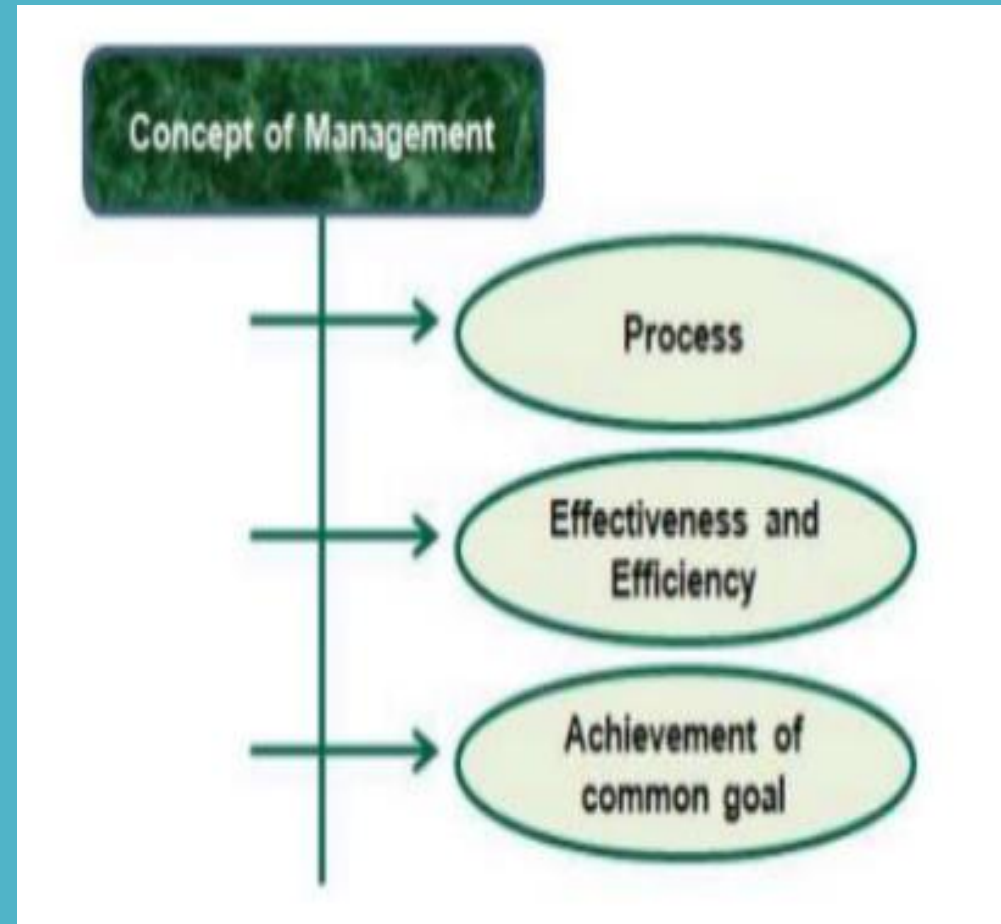 Concept of Management
Process
Effectiveness and
Efficiency
Achievement of
common goal